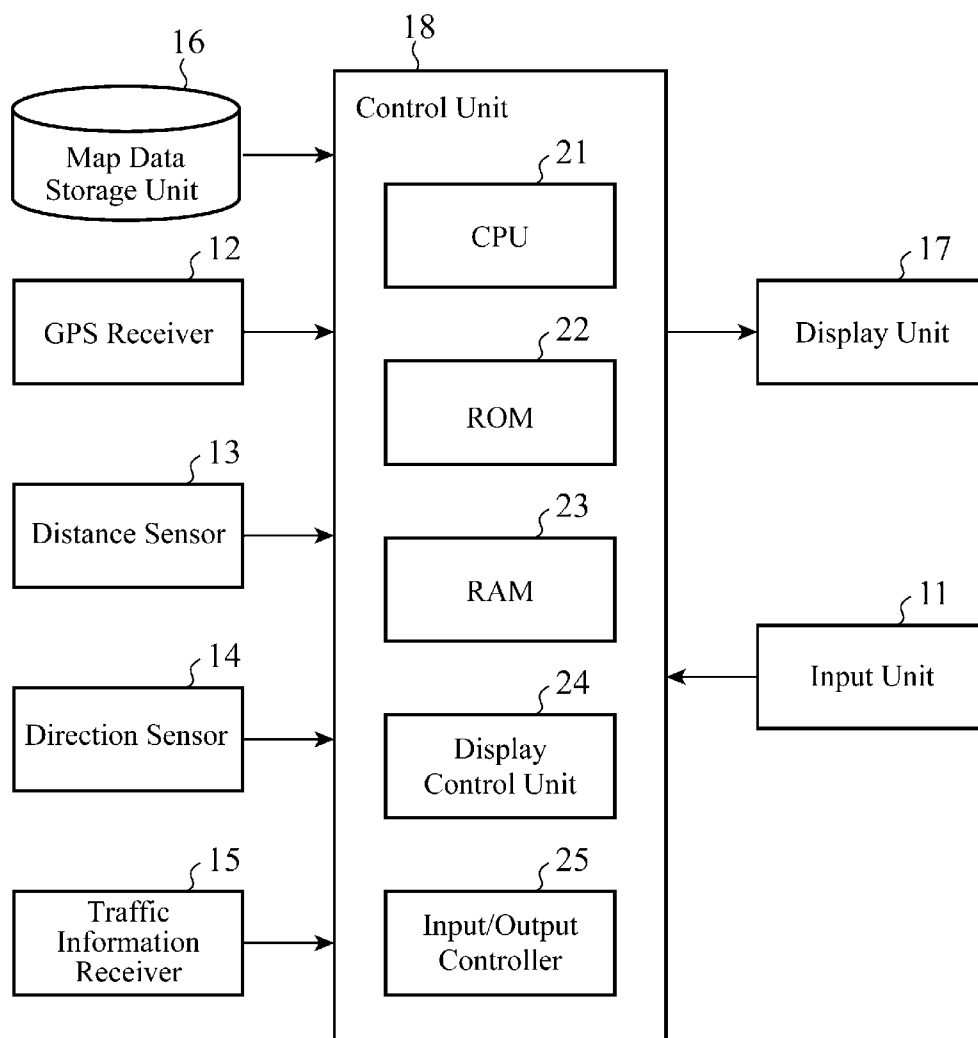 18
16
Control Unit
Map Data
Storage Unit
21
CPU
12
GPS Receiver
17
Display Unit
22
ROM
13
Distance Sensor
23
RAM
11
Input Unit
14
Direction Sensor
24
Display
Control Unit
15
Traffic
Information
Receiver
25
Input/Output
Controller